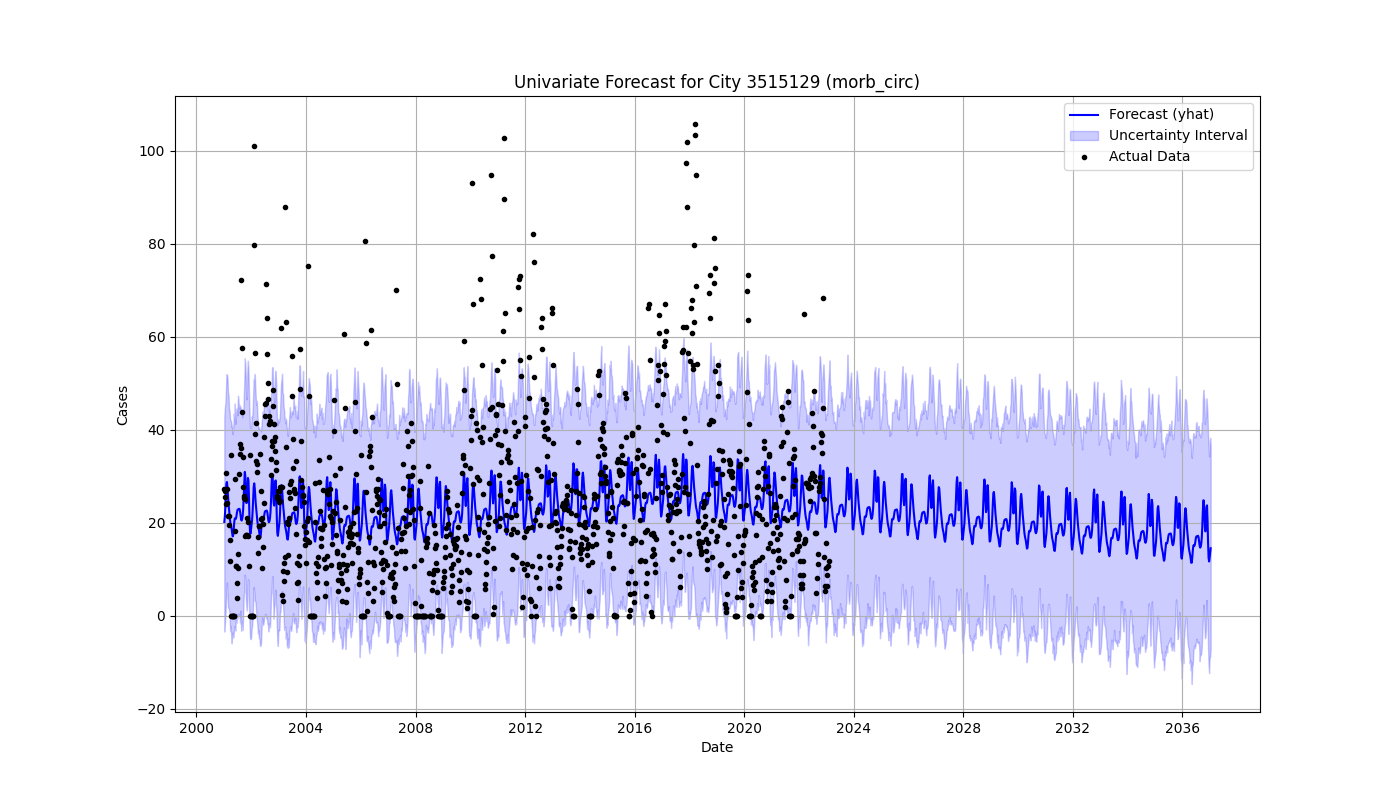 Univariate Forecast for City 3515129 (morb_circ)
Forecast (yhat)
Uncertainty Interval
Actual Data
Cases
100
80
60
40
20
0
−20
2000 2004 2008 2012 2016 2020 2024 2028 2032 2036
Date